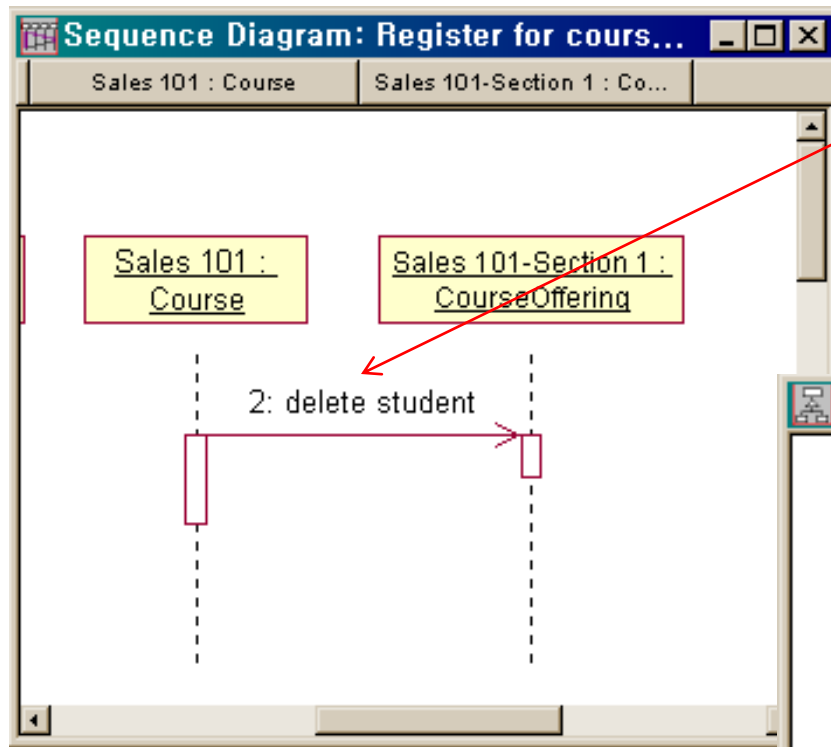 Sequence Diagram: Register for cours...
Sales 101 : Course
Sales 101-Section 1 : Co...
Sales 101 :
Course
Sales 101-Section 1 :
CourseOffering
2: delete student